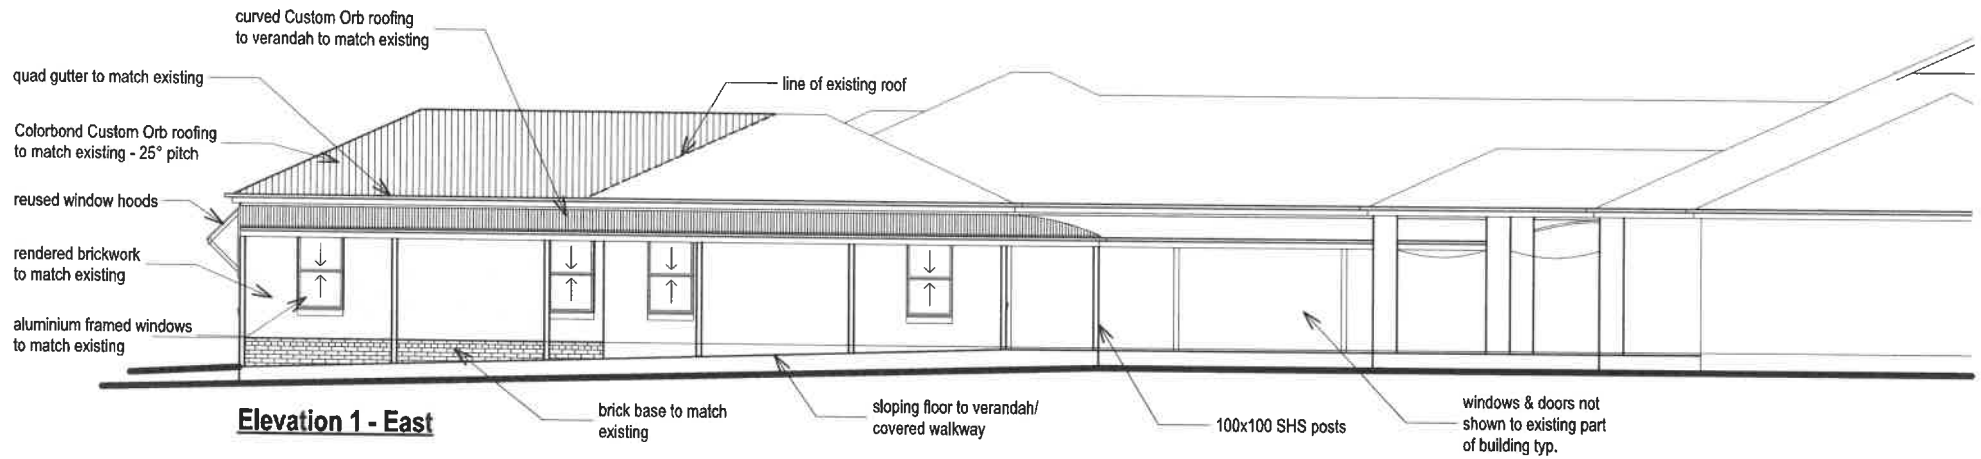 curved Custom Orb roofing
to verandah to match existing
quad gutter to match existing
line of existing roof
Colorbond Custom Orb roofing
to match existing - 25° pitch
reused window hoods
rendered brickwork
to match existing
aluminium framed windows
to match existing
brick base to match
existing
sloping floor to verandah/
covered walkway
100x100 SHS posts
windows & doors not
shown to existing part
of building typ.
Elevation 1 - East